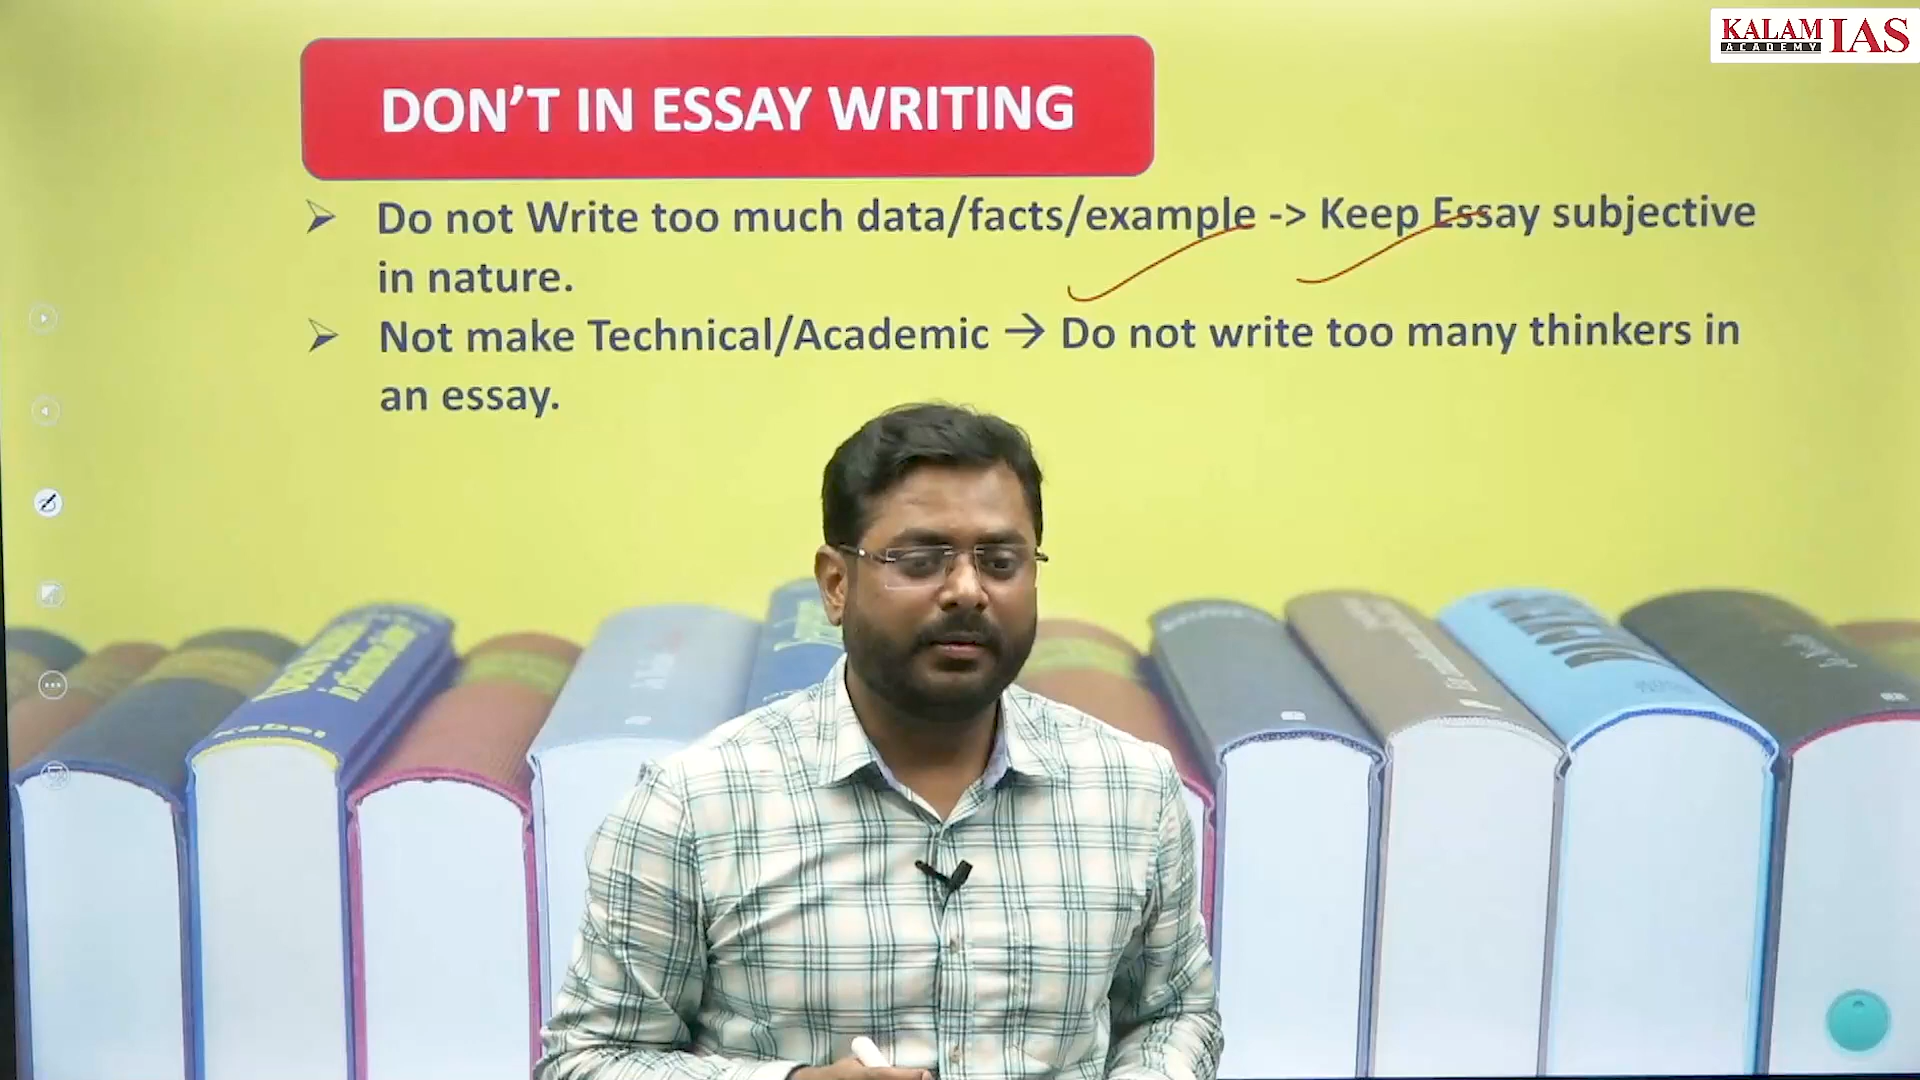 KALAM IAS
ACADEMY
DON'T IN ESSAY WRITING
➤ Do not Write too much data/facts/example -> Keep Essay subjective
in nature.
➤ Not make Technical/Academic → Do not write too many thinkers in
an essay.
Kabel